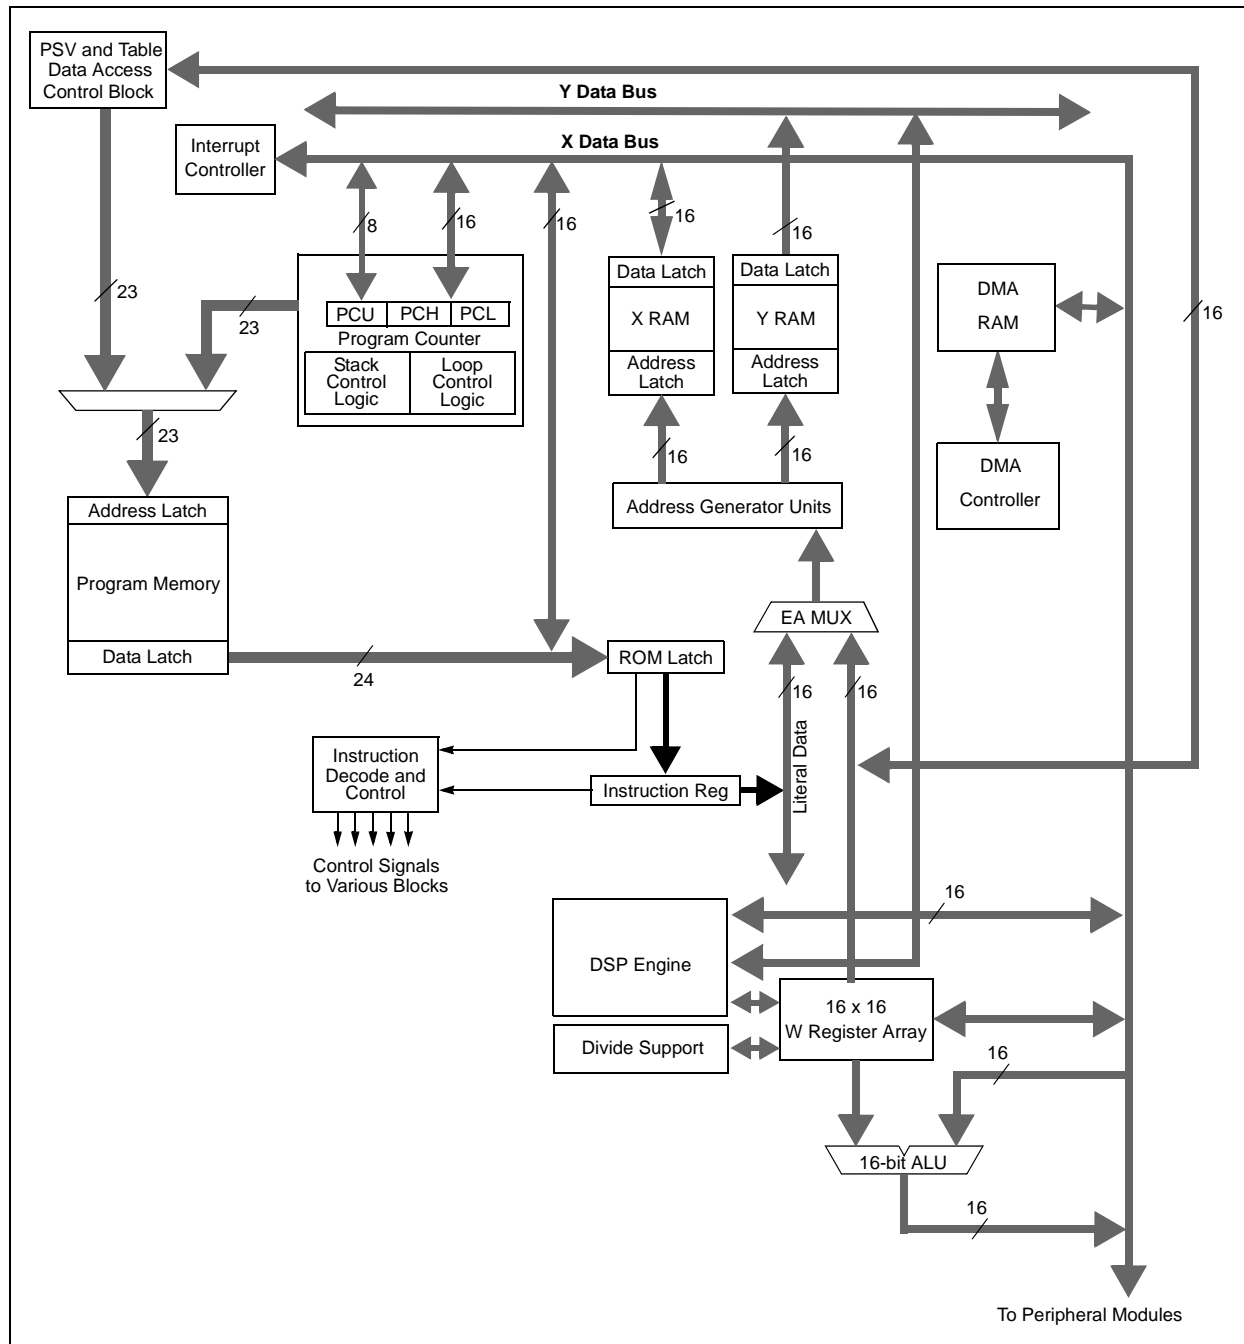 PSV and Table
Data Access
Control Block
Y Data Bus
Interrupt
Controller
X Data Bus
8
16
16
16
16
16
23
23
PCU
PCH
PCL
Program Counter
Stack
Control
Logic
Loop
Control
Logic
Data Latch
X RAM
Address
Latch
Data Latch
Y RAM
Address
Latch
DMA
RAM
23
16
16
DMA
Controller
Address Generator Units
Address Latch
Program Memory
Data Latch
24
EA MUX
ROM Latch
16
16
Literal Data
Instruction
Decode and
Control
Instruction Reg
Control Signals
to Various Blocks
16
DSP Engine
16 x 16
W Register Array
Divide Support
16
16-bit ALU
16
To Peripheral Modules